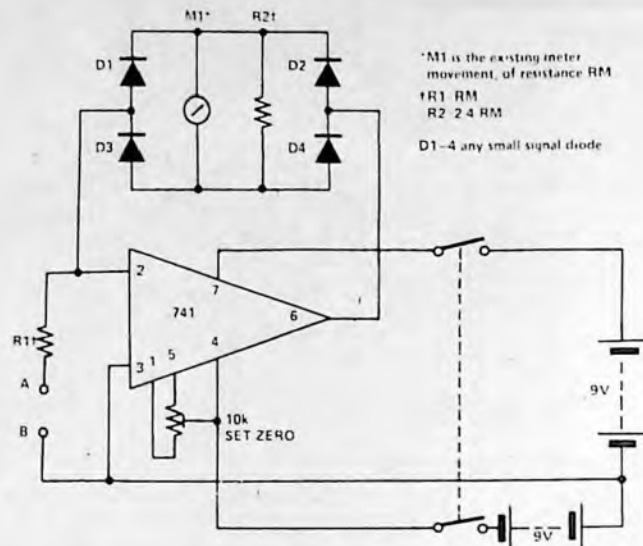 M1*
R2†
D1
D2
D3
D4
*M1 is the existing meter
movement, of resistance RM
†R1 RM
R2 2.4 RM
D1-4 any small signal diode
2
7
741
6
3
1
5
4
R1†
A
B
10k
SET ZERO
9V
9V